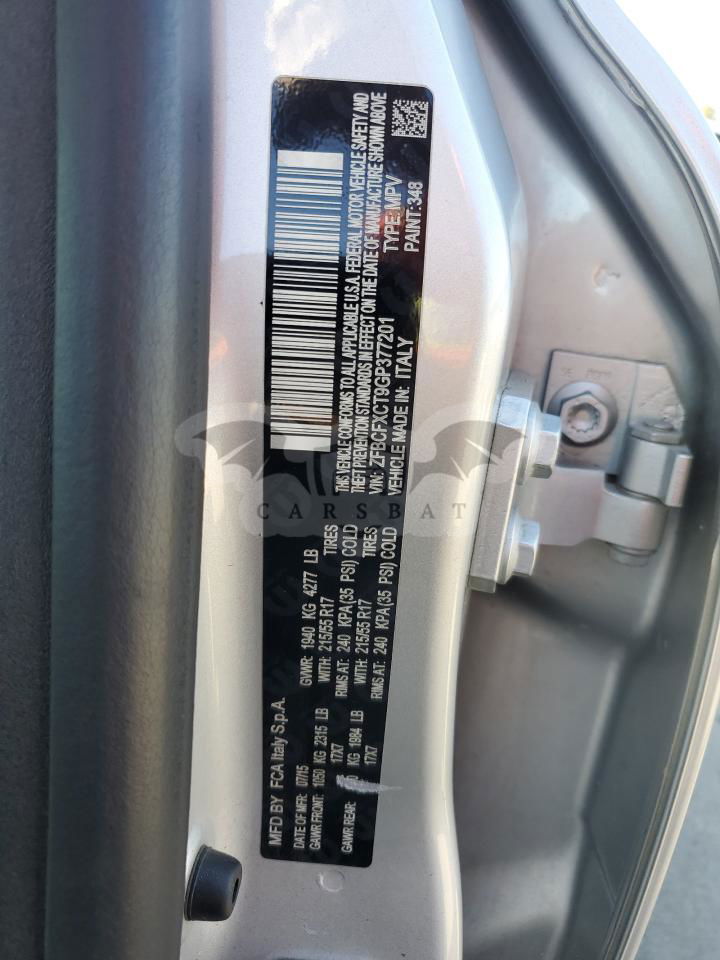 MFD BY FCA Italy S.p.A.
DATE OF MFR: 07/15 GVWR: 1940 KG 4277 LB
GAWR FRONT: 1050 KG 2315 LB WITH: 215/55 R17 TIRES
17X7 RIMS AT: 240 KPA(35 PSI) COLD
GAWR REAR: KG 1984 LB WITH: 215/55 R17 TIRES
17X7 RIMS AT: 240 KPA(35 PSI) COLD
THIS VEHICLE CONFORMS TO ALL APPLICABLE U.S.A. FEDERAL MOTOR VEHICLE SAFETY AND
THEFT PREVENTION STANDARDS IN EFFECT ON THE DATE OF MANUFACTURE SHOWN ABOVE
VIN: ZFBCFXCT9GP377201 TYPE: MPV
VEHICLE MADE IN: ITALY PAINT: 348
CARSBAT